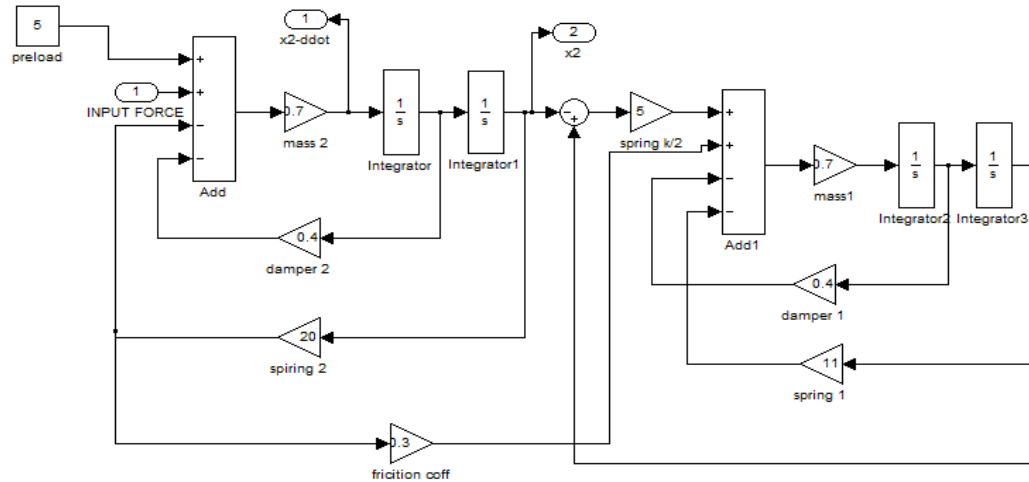 5
preload
1
INPUT FORCE
+
+
−
−
Add
1
x2-ddot
0.7
mass 2
1
s
Integrator
1
s
Integrator1
2
x2
−
+
5
spring k/2
+
+
−
−
Add1
0.7
mass1
1
s
Integrator2
1
s
Integrator3
0.4
damper 2
0.4
damper 1
20
spiring 2
11
spring 1
0.3
fricition coff